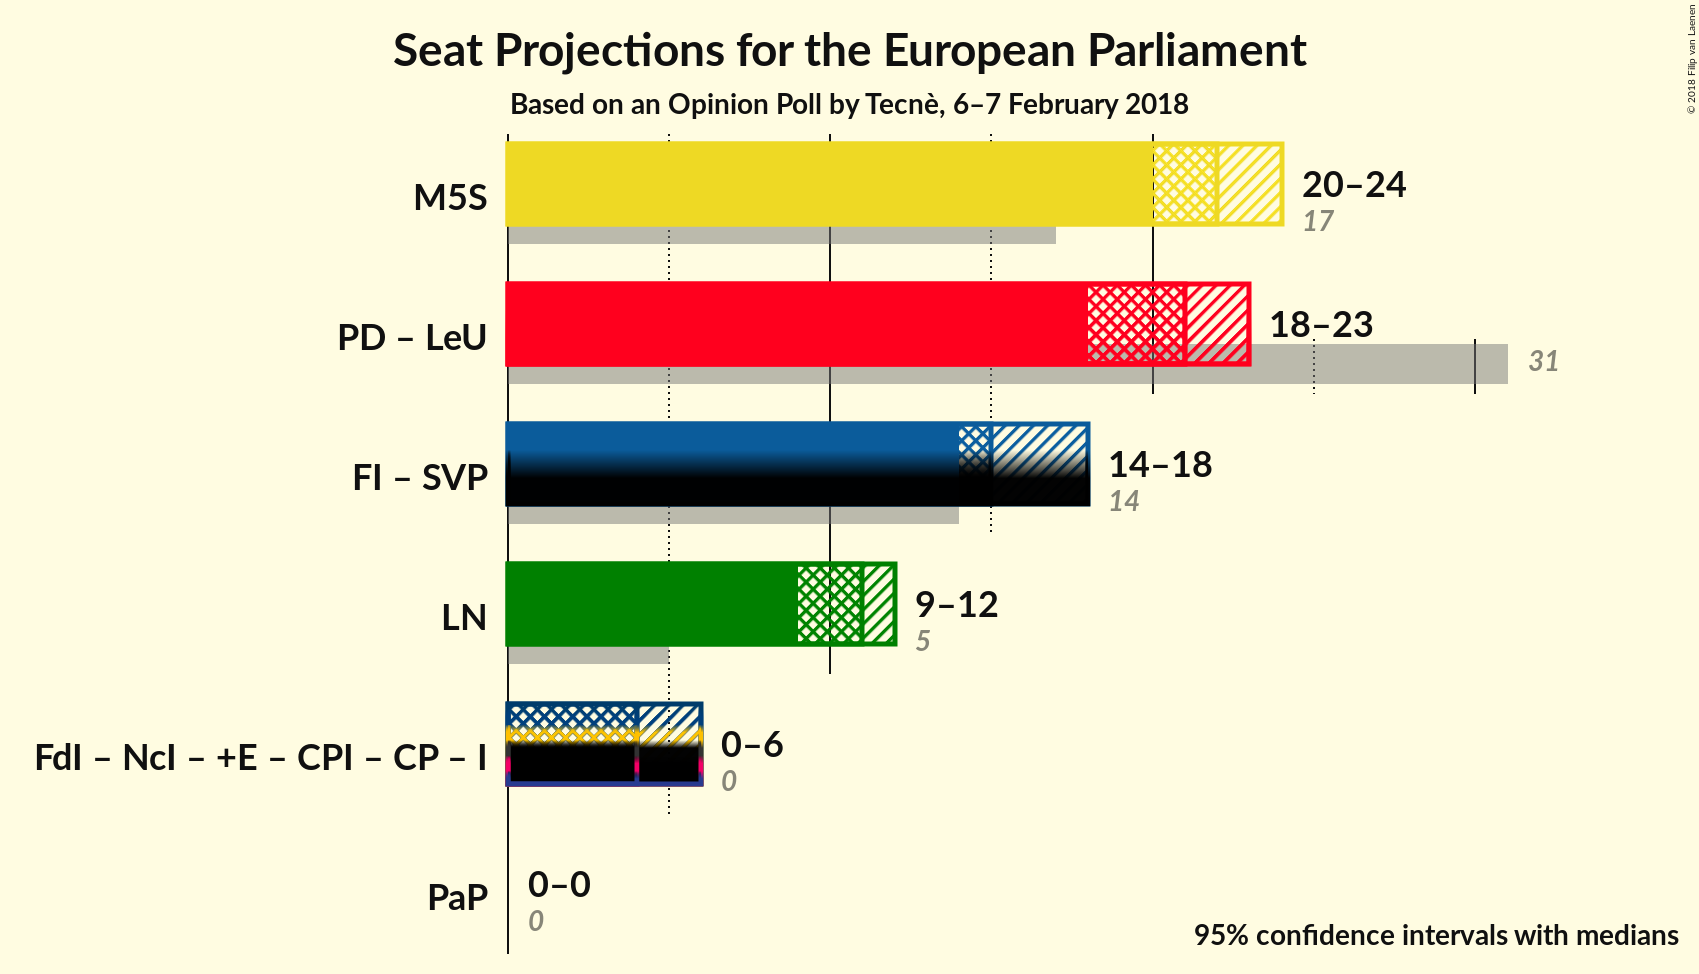 Seat Projections for the European Parliament
Based on an Opinion Poll by Tecnè, 6–7 February 2018
© 2018 Filip van Laenen
M5S
20–24
17
PD – LeU
18–23
31
FI – SVP
14–18
14
LN
9–12
5
FdI – NcI – +E – CPI – CP – I
0–6
0
PaP
0–0
0
95% confidence intervals with medians